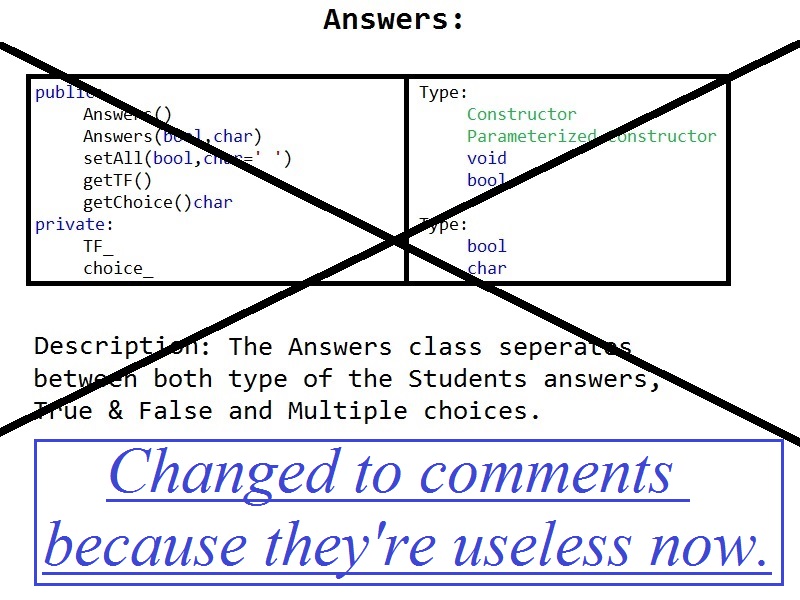 Answers:
public:
Answers()
Answers(bool,char)
setAll(bool,char=' ')
getTF()
getChoice()char
private:
TF_
choice_
Type:
Constructor
Parameterized Constructor
void
bool
Type:
bool
char
Description: The Answers class seperates
between both type of the Students answers,
True & False and Multiple choices.
Changed to comments
because they're useless now.